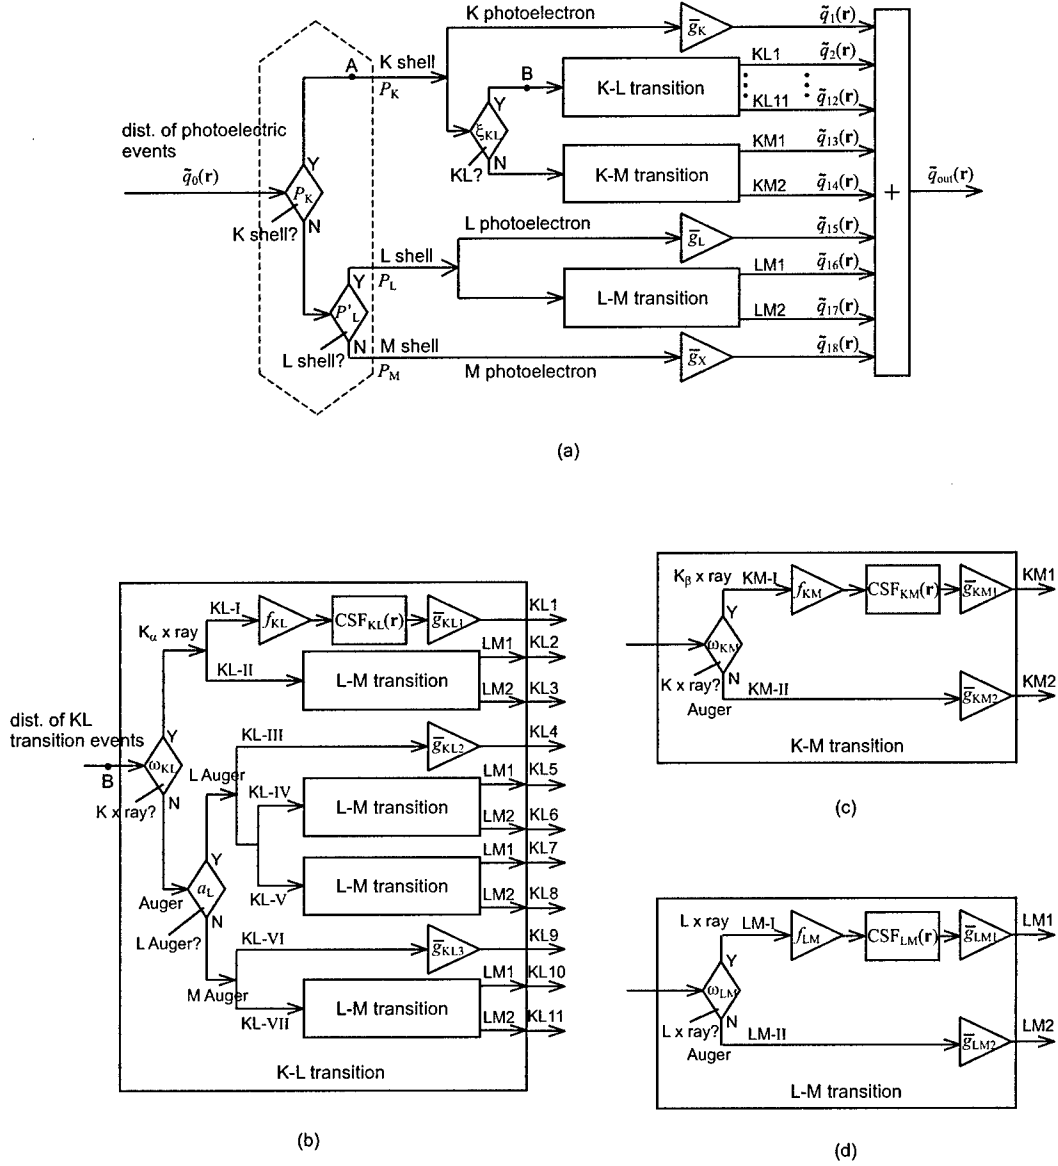 K photoelectron
g̅K
q̃1(r)
A
K shell
PK
B
Y
K-L transition
KL1
q̃2(r)
KL11
q̃12(r)
dist. of photoelectric
events
ξKL
q̃0(r)
Y
PK
N
K shell?
KL?
N
K-M transition
KM1
q̃13(r)
KM2
q̃14(r)
+
q̃out(r)
L photoelectron
g̅L
q̃15(r)
L shell
PL
Y
P'L
N
L shell?
L-M transition
LM1
q̃16(r)
LM2
q̃17(r)
M shell
PM
M photoelectron
g̅X
q̃18(r)
(a)
Kα x ray
KL-I
fKL
CSFKL(r)
g̅KL1
KL1
KL-II
L-M transition
LM1
KL2
LM2
KL3
dist. of KL
transition events
B
Y
ωKL
N
K x ray?
L Auger
KL-III
g̅KL2
KL4
KL-IV
L-M transition
LM1
KL5
LM2
KL6
KL-V
L-M transition
LM1
KL7
LM2
KL8
Auger
Y
aL
N
L Auger?
M Auger
KL-VI
g̅KL3
KL9
KL-VII
L-M transition
LM1
KL10
LM2
KL11
K-L transition
(b)
Kβ x ray
KM-I
fKM
CSFKM(r)
g̅KM1
KM1
Y
ωKM
N
K x ray?
Auger
KM-II
g̅KM2
KM2
K-M transition
(c)
L x ray
LM-I
fLM
CSFLM(r)
g̅LM1
LM1
Y
ωLM
N
L x ray?
Auger
LM-II
g̅LM2
LM2
L-M transition
(d)